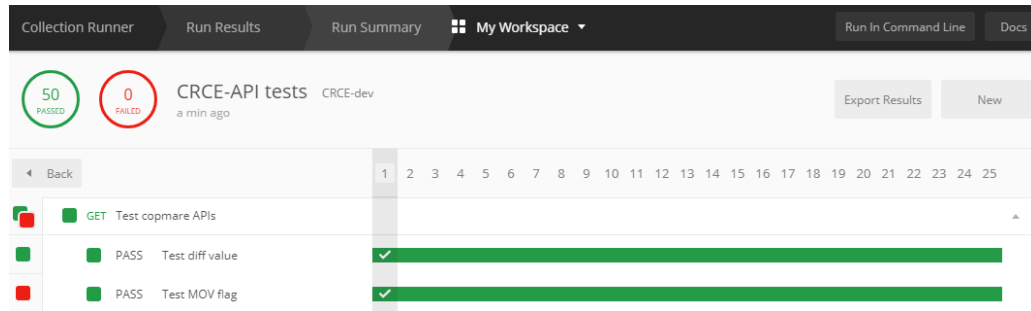 Collection Runner Run Results Run Summary My Workspace Run In Command Line Docs
50 PASSED 0 FAILED CRCE-API tests CRCE-dev Export Results New
a min ago
Back 1 2 3 4 5 6 7 8 9 10 11 12 13 14 15 16 17 18 19 20 21 22 23 24 25
GET Test copmare APIs
PASS Test diff value
PASS Test MOV flag